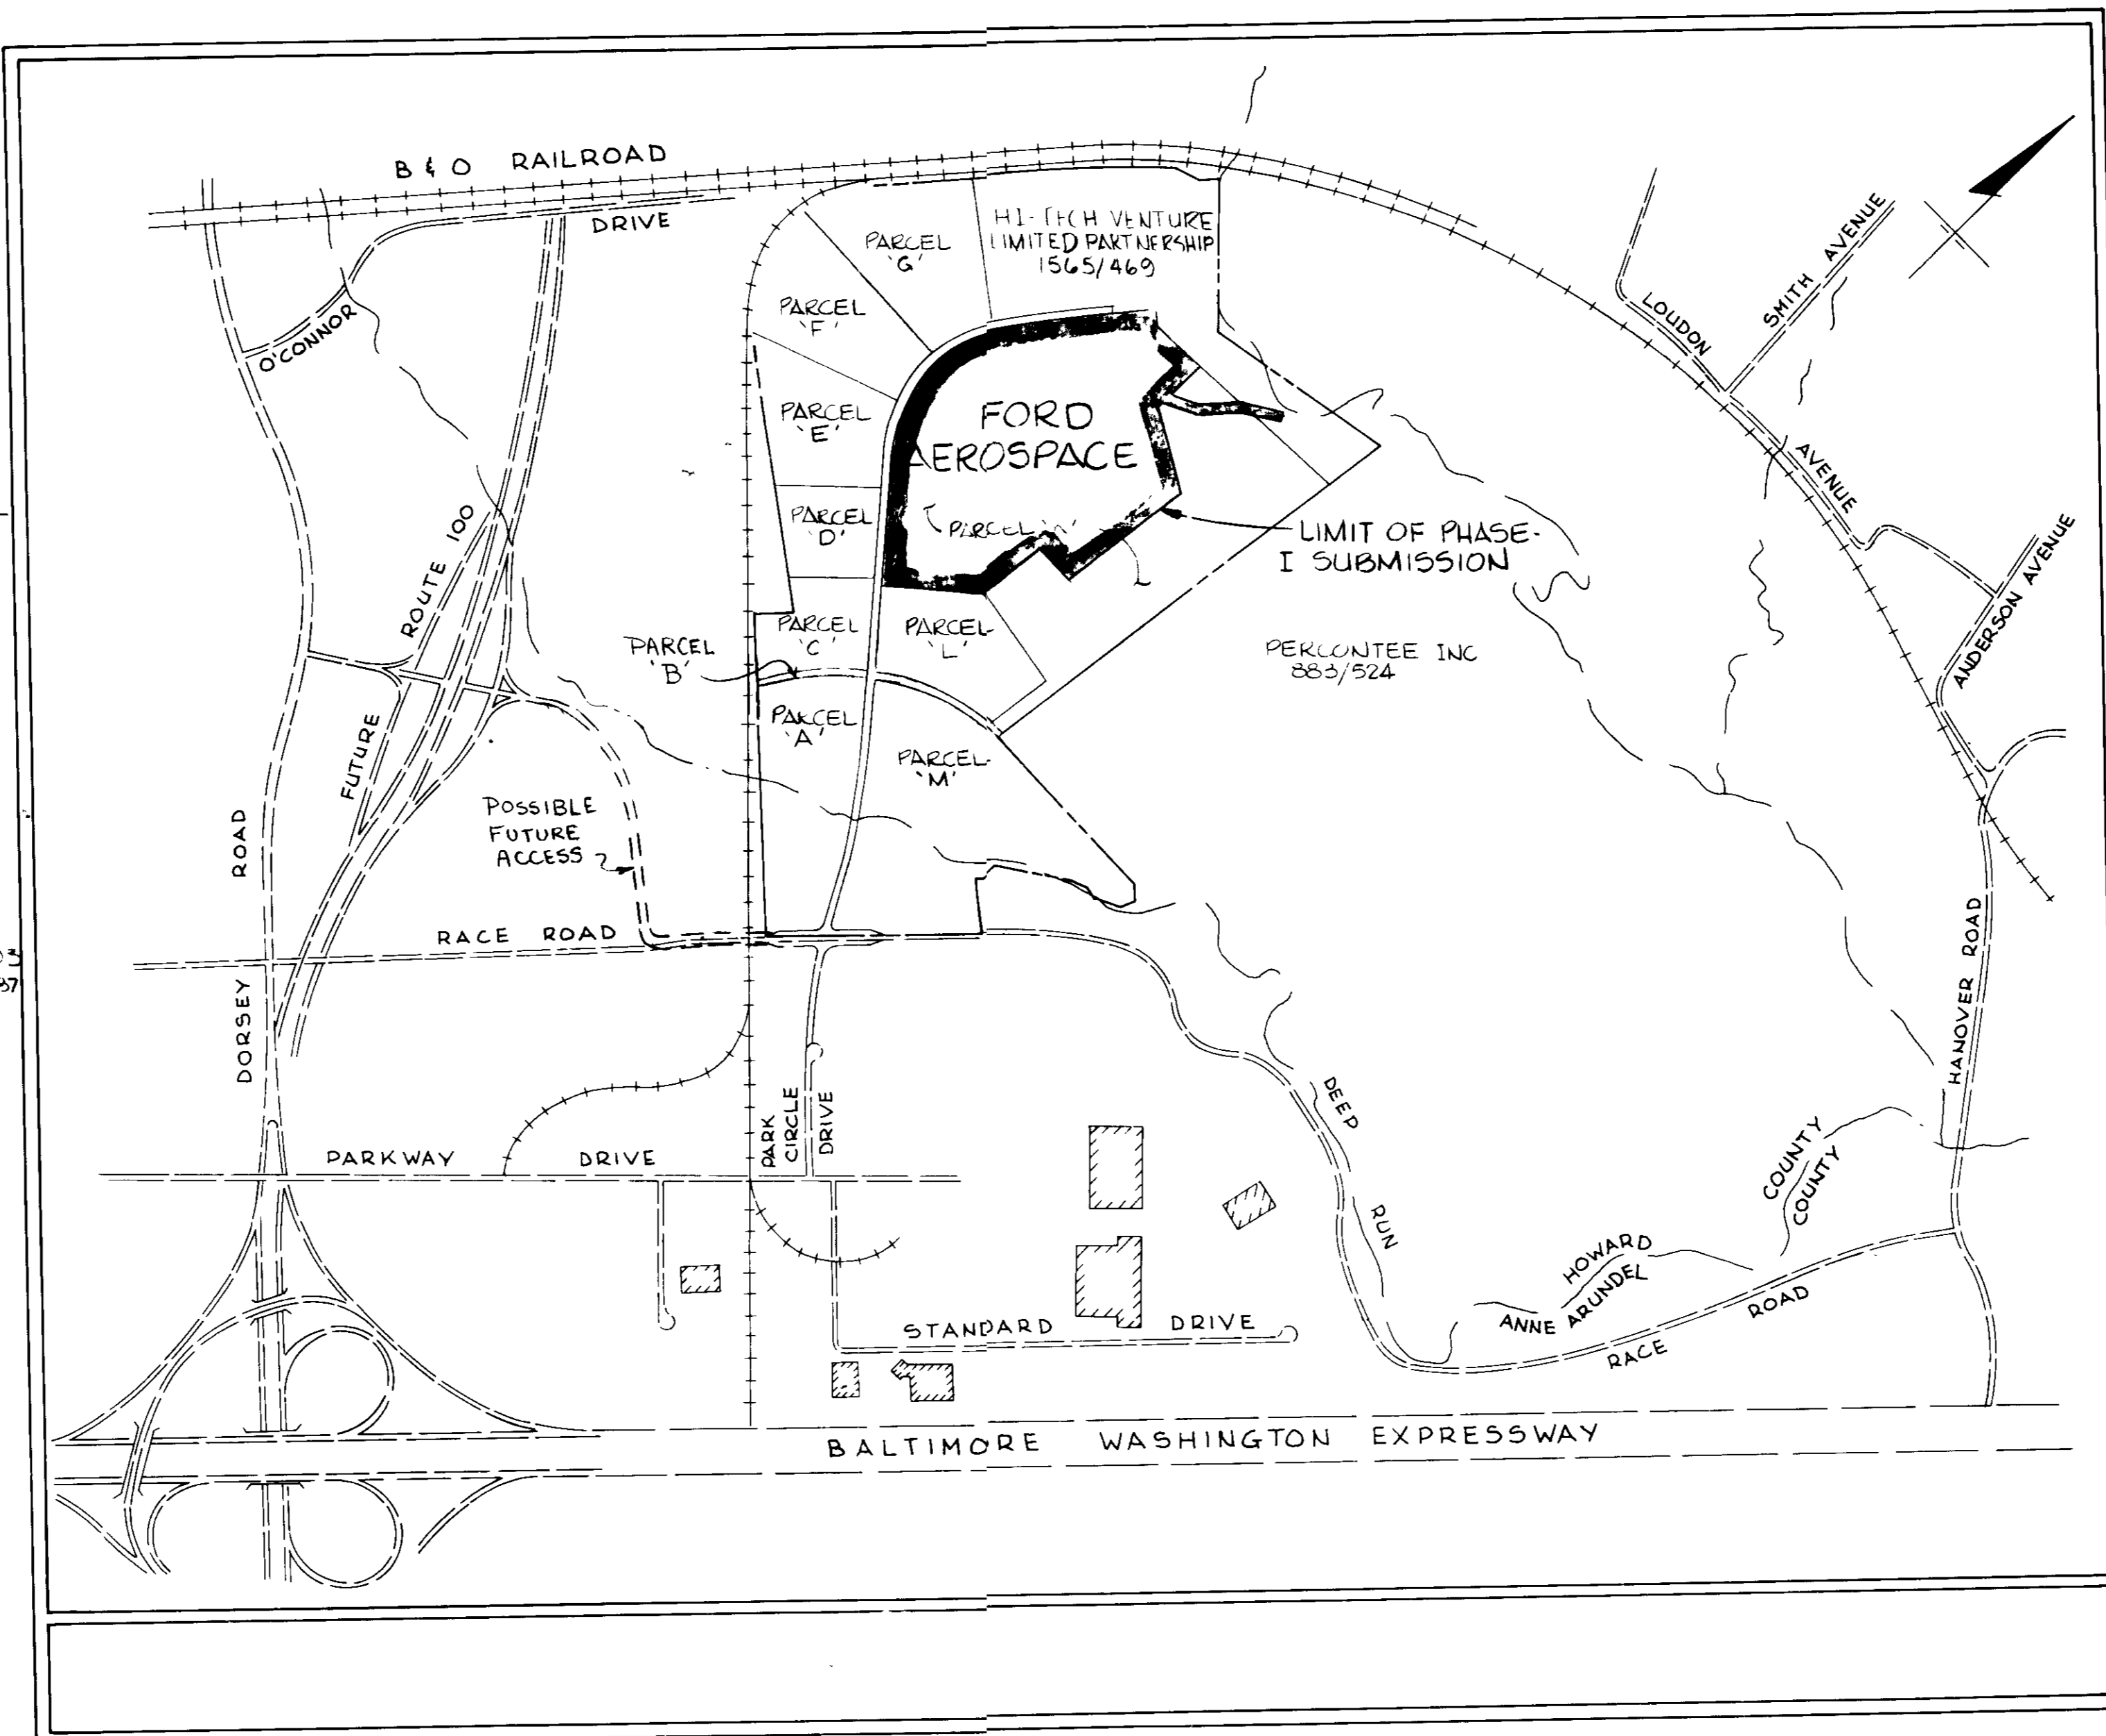 B & O RAILROAD
DRIVE
O'CONNOR
HI-TECH VENTURE
LIMITED PARTNERSHIP
1565/469
PARCEL
'G'
PARCEL
'F'
PARCEL
'E'
PARCEL
'D'
FORD
AEROSPACE
PARCEL
LIMIT OF PHASE-
I SUBMISSION
LOUDON
AVENUE
SMITH AVENUE
ANDERSON AVENUE
ROUTE 100
FUTURE
PARCEL
'B'
PARCEL
'C'
PARCEL-
'L'
PERCONTEE INC
883/524
PARCEL
'A'
PARCEL-
'M'
POSSIBLE
FUTURE
ACCESS
DORSEY ROAD
RACE ROAD
HANOVER ROAD
PARKWAY DRIVE
PARK
CIRCLE
DRIVE
DEEP RUN
HOWARD COUNTY
ANNE ARUNDEL COUNTY
RACE ROAD
STANDARD DRIVE
BALTIMORE WASHINGTON EXPRESSWAY